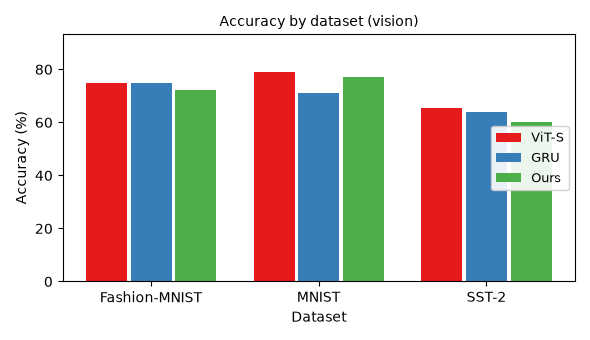 Accuracy by dataset (vision)
Accuracy (%)
80
60
40
20
0
ViT-S
GRU
Ours
Fashion-MNIST
MNIST
SST-2
Dataset